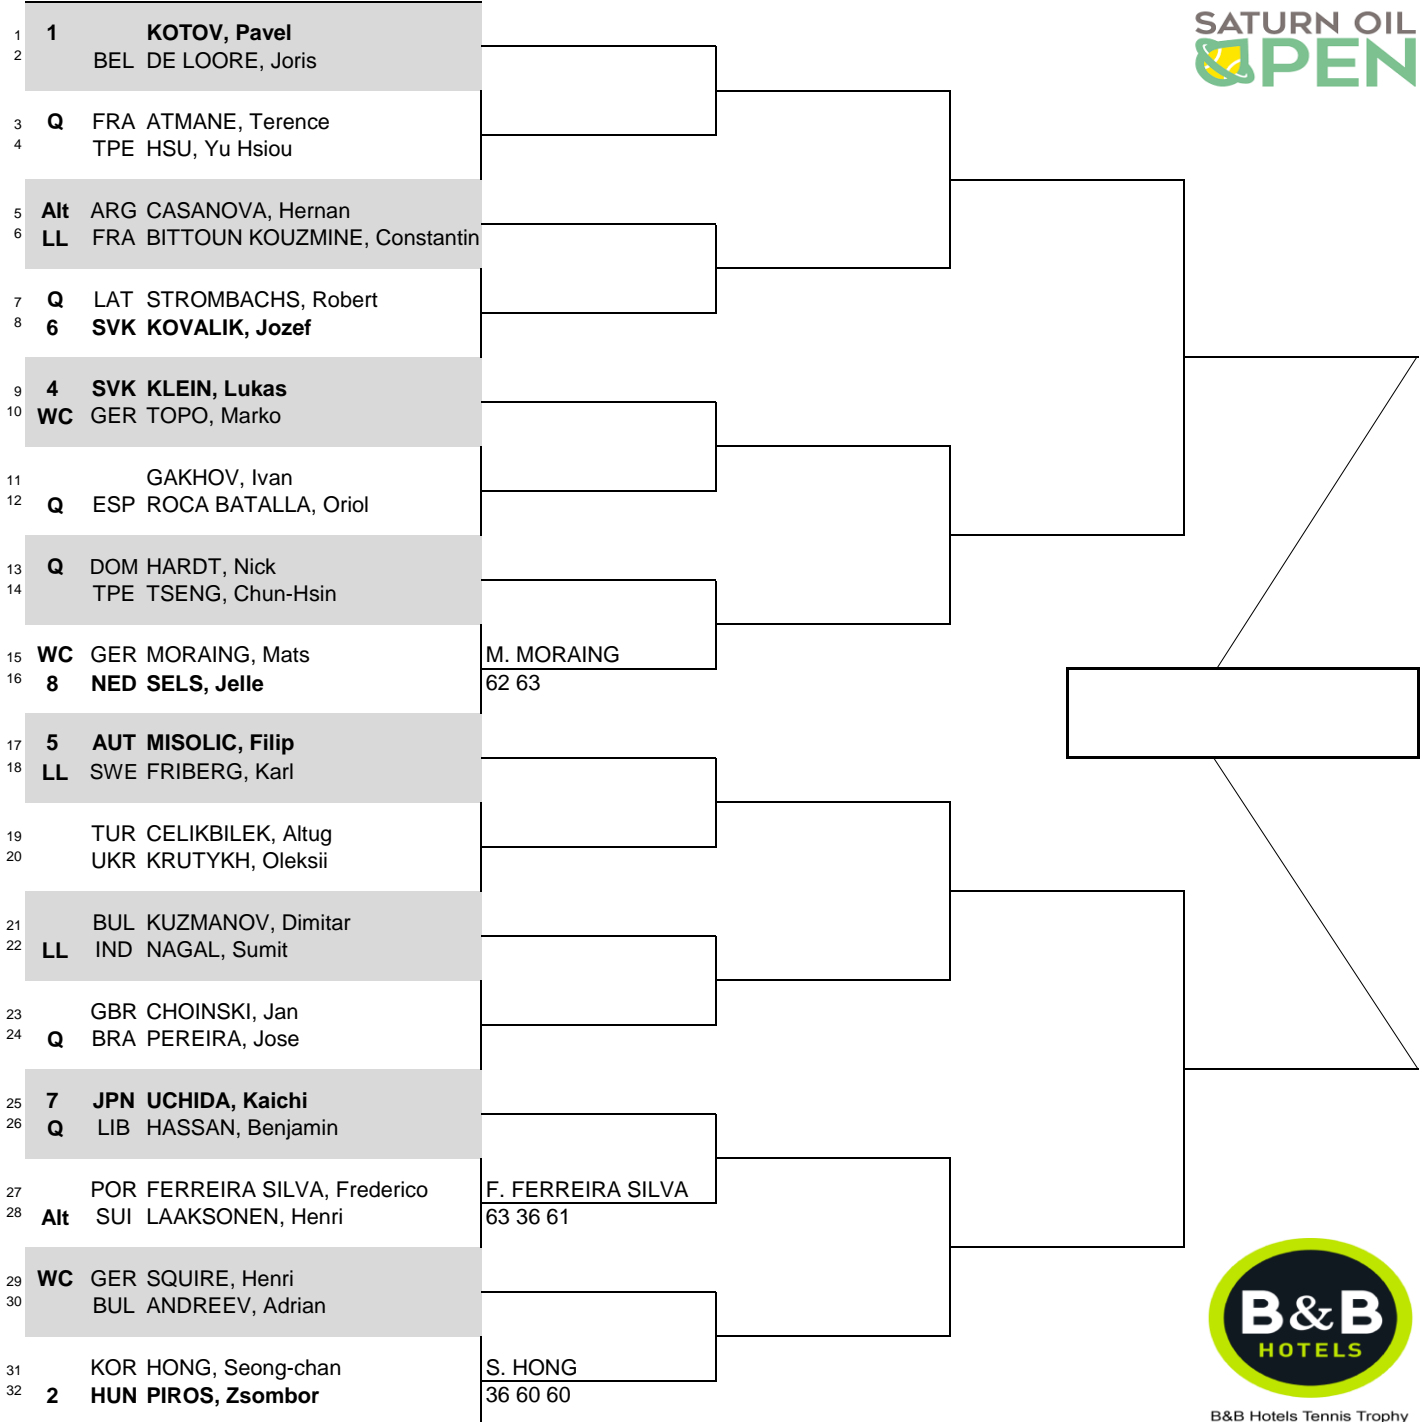 SATURN OIL
OPEN
1 1 KOTOV, Pavel
2 BEL DE LOORE, Joris
3 Q FRA ATMANE, Terence
4 TPE HSU, Yu Hsiou
5 Alt ARG CASANOVA, Hernan
6 LL FRA BITTOUN KOUZMINE, Constantin
7 Q LAT STROMBACHS, Robert
8 6 SVK KOVALIK, Jozef
9 4 SVK KLEIN, Lukas
10 WC GER TOPO, Marko
11 GAKHOV, Ivan
12 Q ESP ROCA BATALLA, Oriol
13 Q DOM HARDT, Nick
14 TPE TSENG, Chun-Hsin
15 WC GER MORAING, Mats M. MORAING
16 8 NED SELS, Jelle 62 63
17 5 AUT MISOLIC, Filip
18 LL SWE FRIBERG, Karl
19 TUR CELIKBILEK, Altug
20 UKR KRUTYKH, Oleksii
21 BUL KUZMANOV, Dimitar
22 LL IND NAGAL, Sumit
23 GBR CHOINSKI, Jan
24 Q BRA PEREIRA, Jose
25 7 JPN UCHIDA, Kaichi
26 Q LIB HASSAN, Benjamin
27 POR FERREIRA SILVA, Frederico F. FERREIRA SILVA
28 Alt SUI LAAKSONEN, Henri 63 36 61
29 WC GER SQUIRE, Henri
30 BUL ANDREEV, Adrian
31 KOR HONG, Seong-chan S. HONG
32 2 HUN PIROS, Zsombor 36 60 60
B&B
HOTELS
B&B Hotels Tennis Trophy